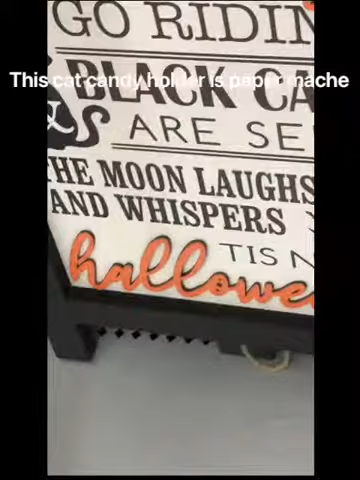 GO RIDIN
This cat candy holder is paper mache
BLACK CA
&
ARE SE
THE MOON LAUGHS
AND WHISPERS
TIS N
hallowe